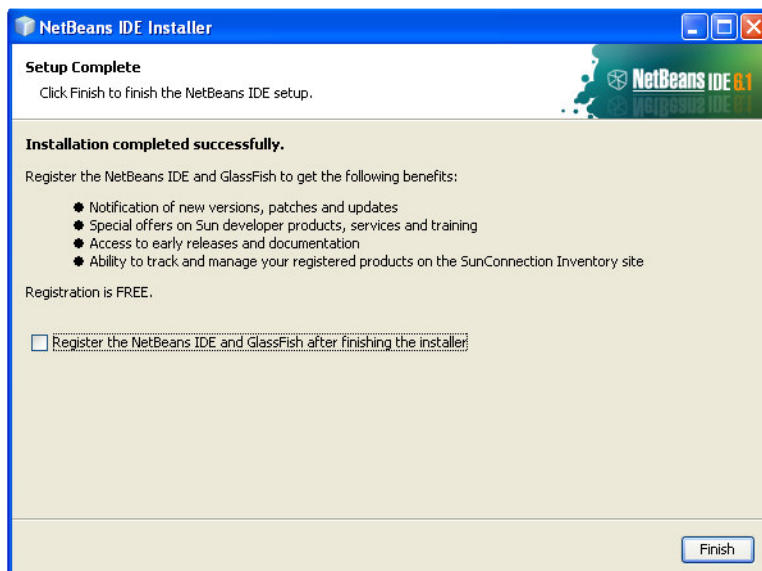 NetBeans IDE Installer
Setup Complete
Click Finish to finish the NetBeans IDE setup.
NetBeans IDE 6.1
Installation completed successfully.
Register the NetBeans IDE and GlassFish to get the following benefits:
Notification of new versions, patches and updates
Special offers on Sun developer products, services and training
Access to early releases and documentation
Ability to track and manage your registered products on the SunConnection Inventory site
Registration is FREE.
Register the NetBeans IDE and GlassFish after finishing the installer
Finish